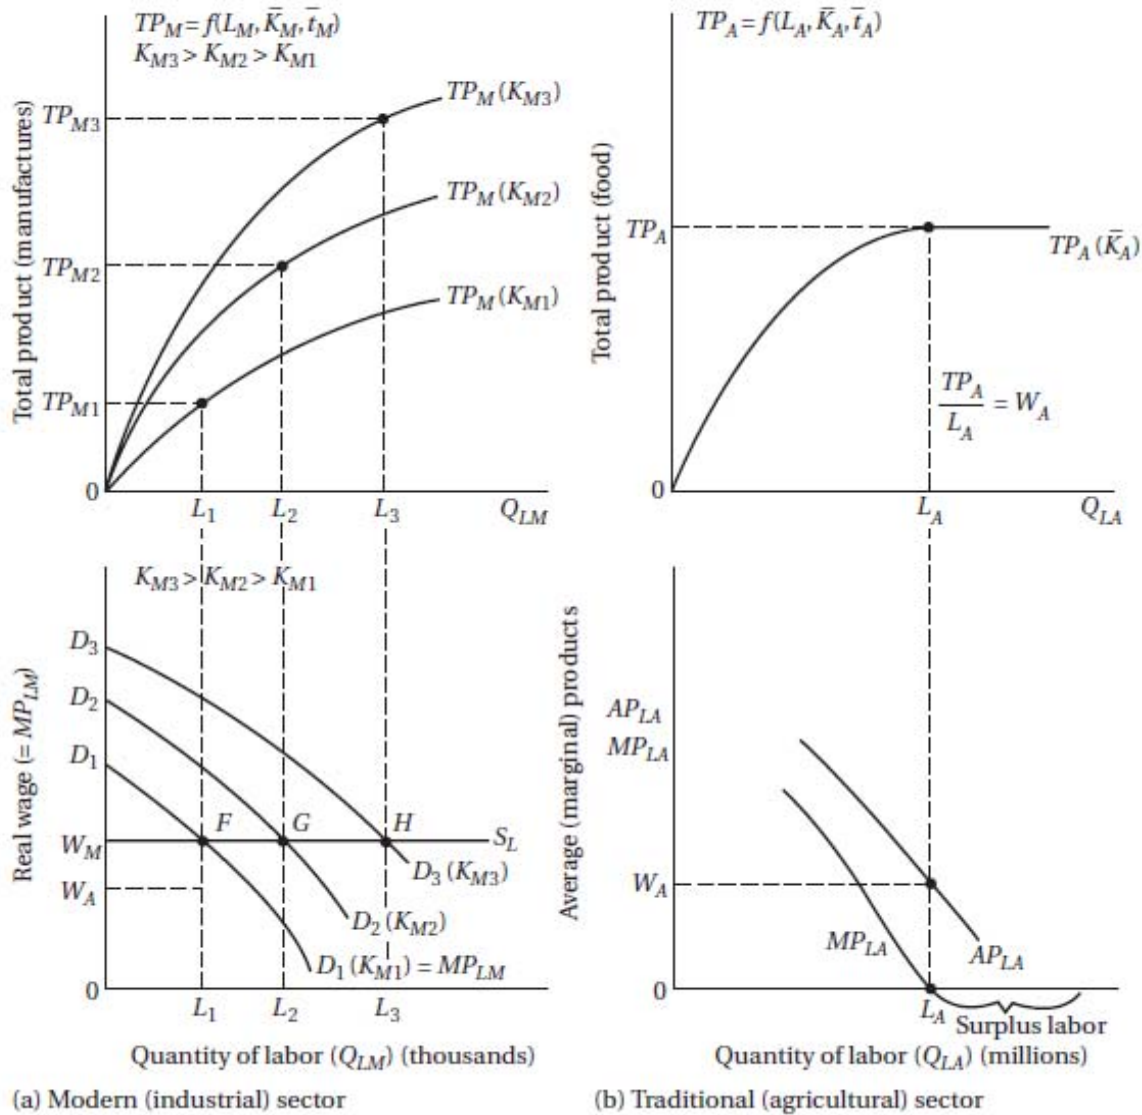 TP_M = f(L_M, K̄_M, t̄_M)
K_M3 > K_M2 > K_M1
Total product (manufactures)
TP_M3
TP_M2
TP_M1
0
TP_M (K_M3)
TP_M (K_M2)
TP_M (K_M1)
L_1 L_2 L_3 Q_LM
K_M3 > K_M2 > K_M1
Real wage (= MP_LM)
D_3
D_2
D_1
W_M
W_A
0
F G H
S_L
D_3 (K_M3)
D_2 (K_M2)
D_1 (K_M1) = MP_LM
L_1 L_2 L_3
Quantity of labor (Q_LM) (thousands)
(a) Modern (industrial) sector
TP_A = f(L_A, K̄_A, t̄_A)
Total product (food)
TP_A
0
TP_A (K̄_A)
TP_A
L_A
= W_A
L_A Q_LA
Average (marginal) products
AP_LA
MP_LA
W_A
0
MP_LA
AP_LA
L_A
Surplus labor
Quantity of labor (Q_LA) (millions)
(b) Traditional (agricultural) sector